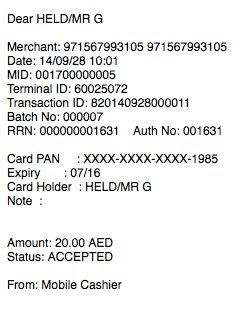 Dear HELD/MR G
Merchant: 971567993105 971567993105
Date: 14/09/28 10:01
MID: 001700000005
Terminal ID: 60025072
Transaction ID: 820140928000011
Batch No: 000007
RRN: 000000001631 Auth No: 001631
Card PAN : XXXX-XXXX-XXXX-1985
Expiry : 07/16
Card Holder : HELD/MR G
Note :
Amount: 20.00 AED
Status: ACCEPTED
From: Mobile Cashier